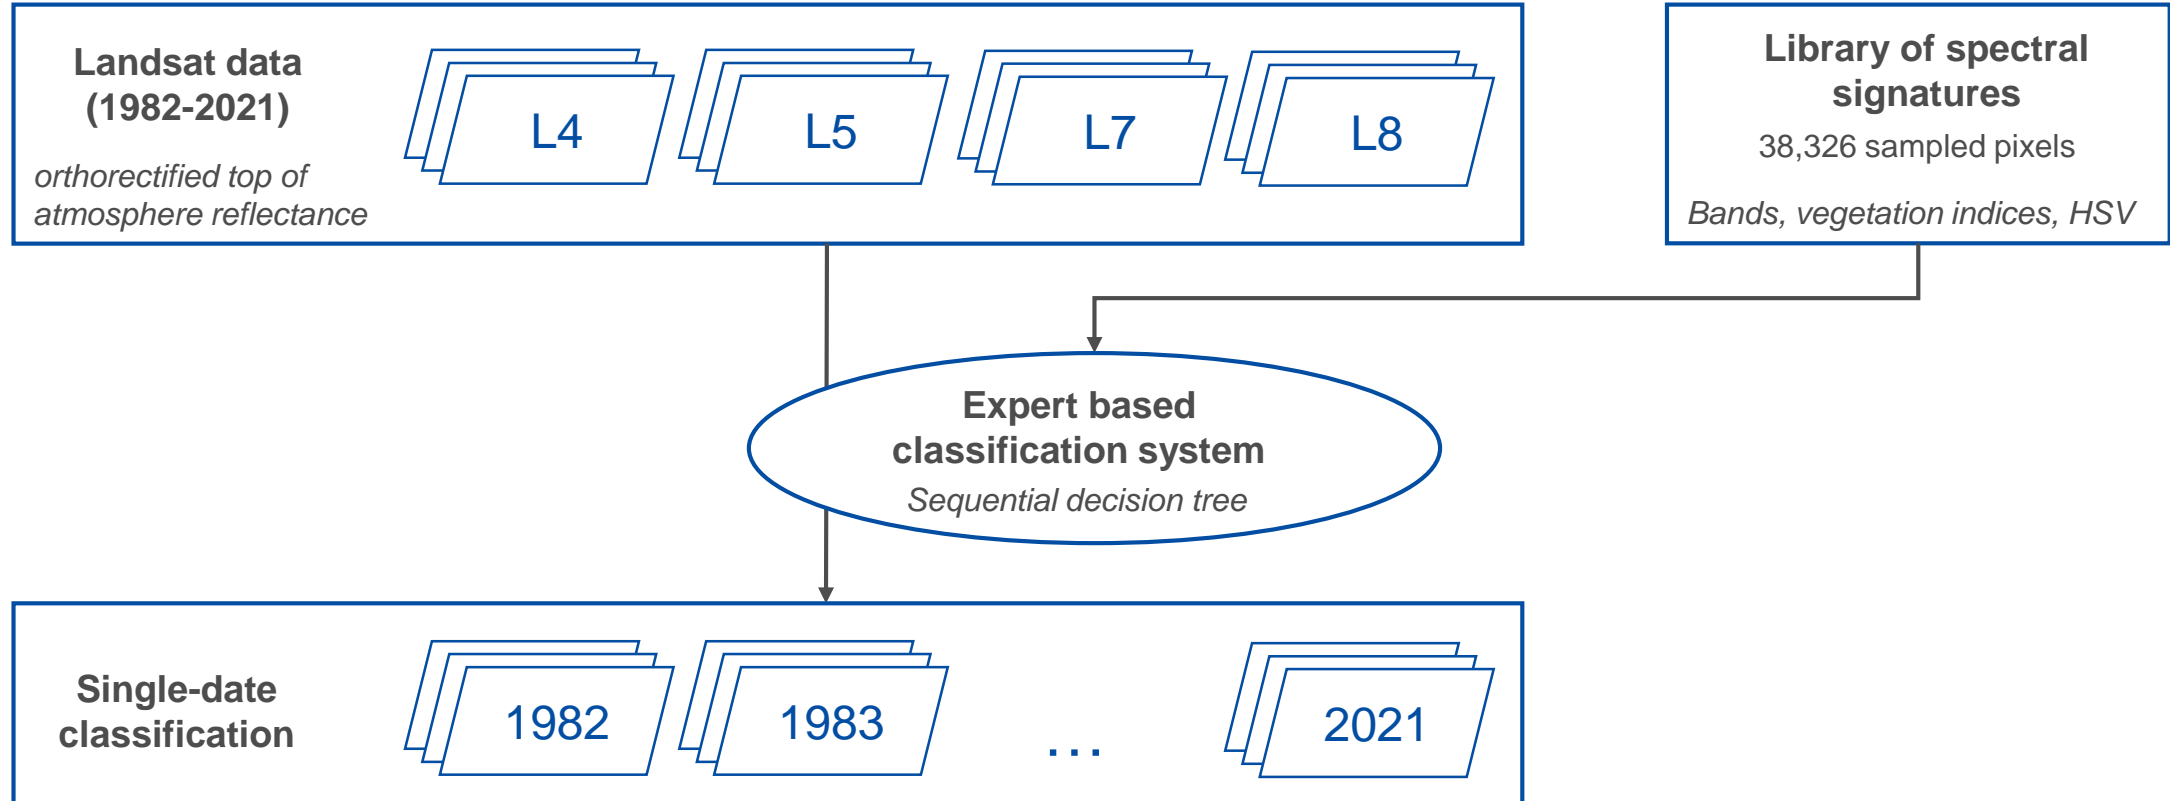 Landsat data
(1982-2021)
orthorectified top of
atmosphere reflectance
L4
L5
L7
L8
Library of spectral
signatures
38,326 sampled pixels
Bands, vegetation indices, HSV
Expert based
classification system
Sequential decision tree
Single-date
classification
1982
1983
...
2021